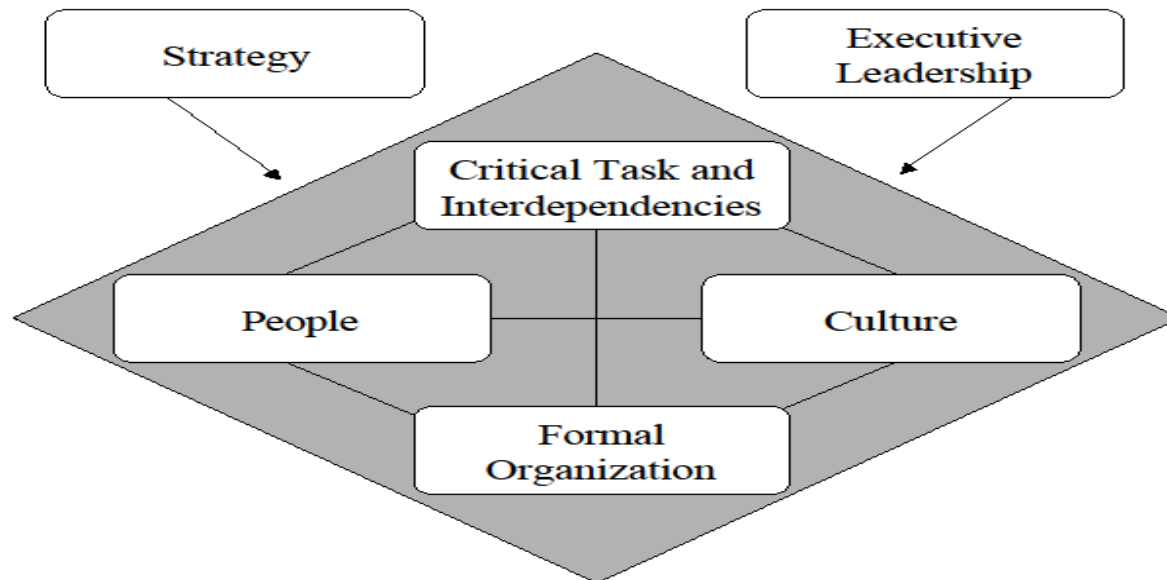 Strategy
Executive
Leadership
Critical Task and
Interdependencies
People
Culture
Formal
Organization